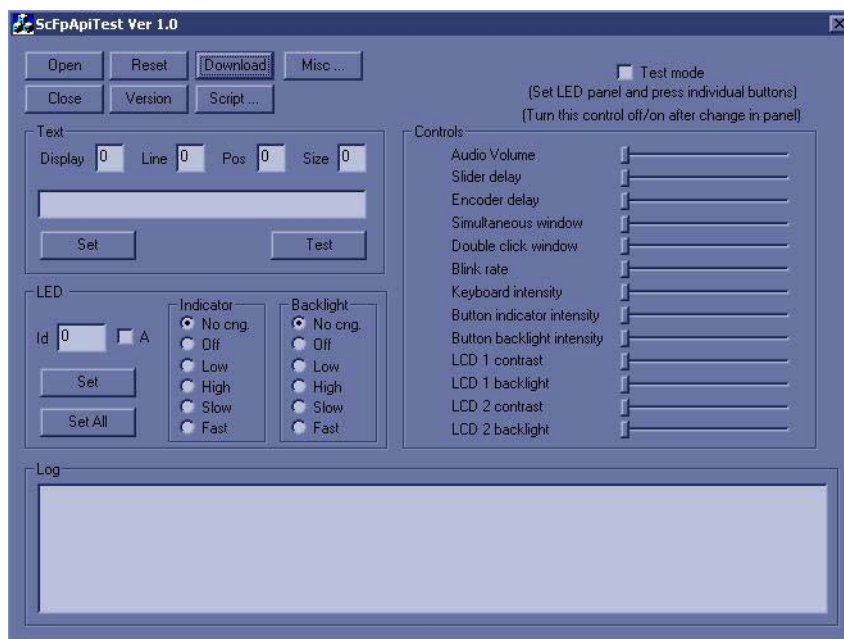 ScFpApiTest Ver 1.0
Open Reset Download Misc ...
Close Version Script ...
Test mode
(Set LED panel and press individual buttons)
(Turn this control off/on after change in panel)
Text
Display 0 Line 0 Pos 0 Size 0
Set Test
LED
Id 0 A
Set
Set All
Indicator
No cng.
Off
Low
High
Slow
Fast
Backlight
No cng.
Off
Low
High
Slow
Fast
Controls
Audio Volume
Slider delay
Encoder delay
Simultaneous window
Double click window
Blink rate
Keyboard intensity
Button indicator intensity
Button backlight intensity
LCD 1 contrast
LCD 1 backlight
LCD 2 contrast
LCD 2 backlight
Log